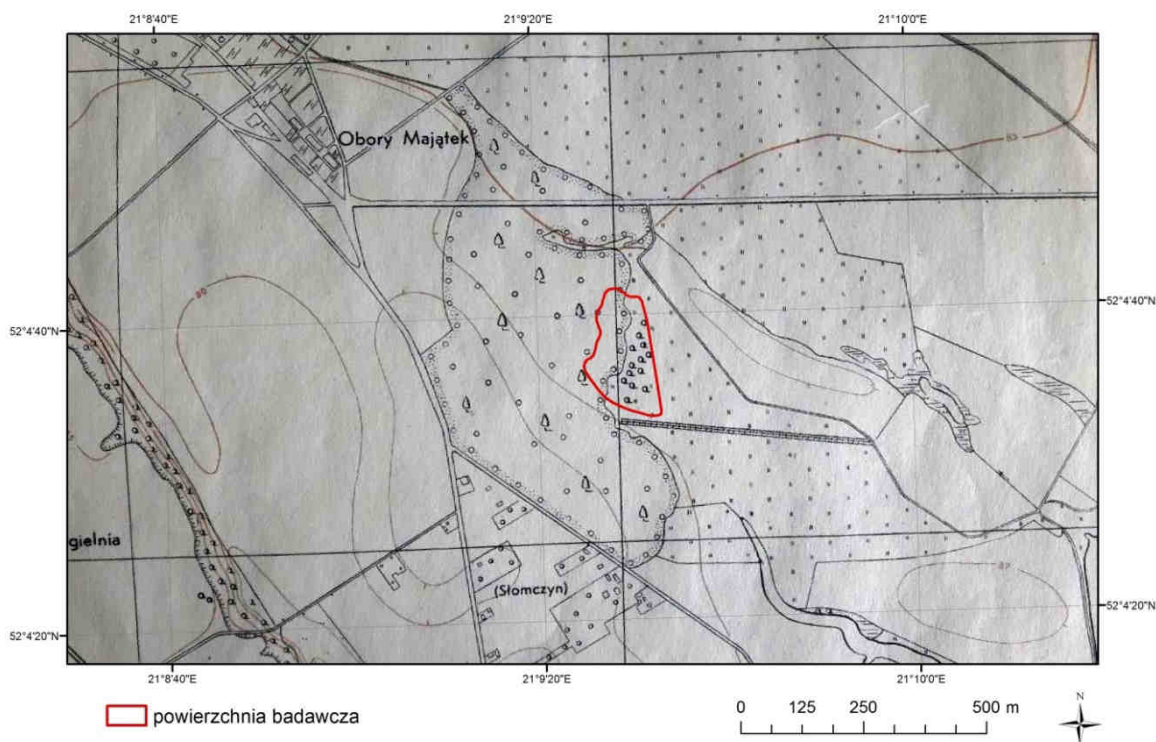 21°8'40"E 21°9'20"E 21°10'0"E
83
Obory Majątek
52°4'40"N 52°4'40"N
80
gielnia
(Słomczyn)
52°4'20"N 52°4'20"N
21°8'40"E 21°9'20"E 21°10'0"E
powierzchnia badawcza
0 125 250 500 m
N